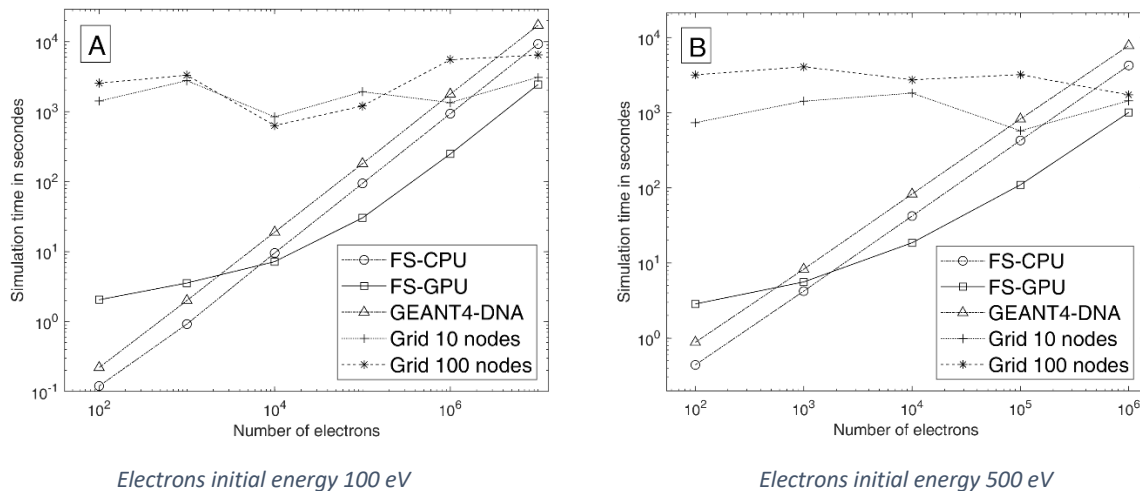 A
Simulation time in secondes
10^4
10^3
10^2
10^1
10^0
10^-1
FS-CPU
FS-GPU
GEANT4-DNA
Grid 10 nodes
Grid 100 nodes
10^2
10^4
10^6
Number of electrons
Electrons initial energy 100 eV
B
Simulation time in secondes
10^4
10^3
10^2
10^1
10^0
FS-CPU
FS-GPU
GEANT4-DNA
Grid 10 nodes
Grid 100 nodes
10^2
10^3
10^4
10^5
10^6
Number of electrons
Electrons initial energy 500 eV